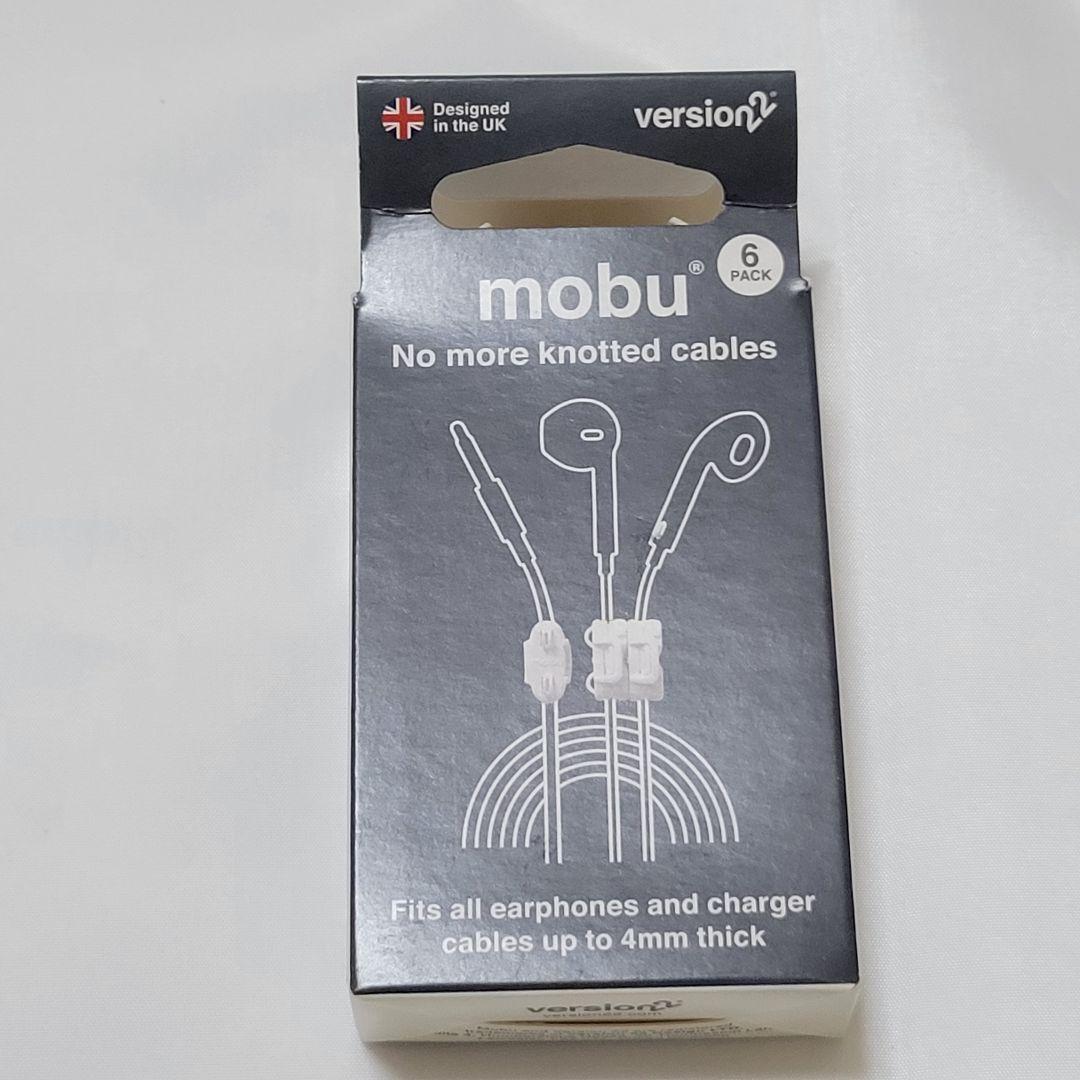 Designed
in the UK
version22®
mobu®
6
PACK
No more knotted cables
Fits all earphones and charger
cables up to 4mm thick
version22®